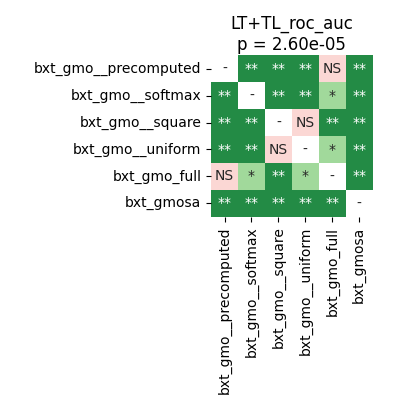 LT+TL_roc_auc
p = 2.60e-05
bxt_gmo__precomputed - ** ** ** NS **
bxt_gmo__softmax ** - ** ** * **
bxt_gmo__square ** ** - NS ** **
bxt_gmo__uniform ** ** NS - * **
bxt_gmo_full NS * ** * - **
bxt_gmosa ** ** ** ** ** -
bxt_gmo__precomputed
bxt_gmo__softmax
bxt_gmo__square
bxt_gmo__uniform
bxt_gmo_full
bxt_gmosa